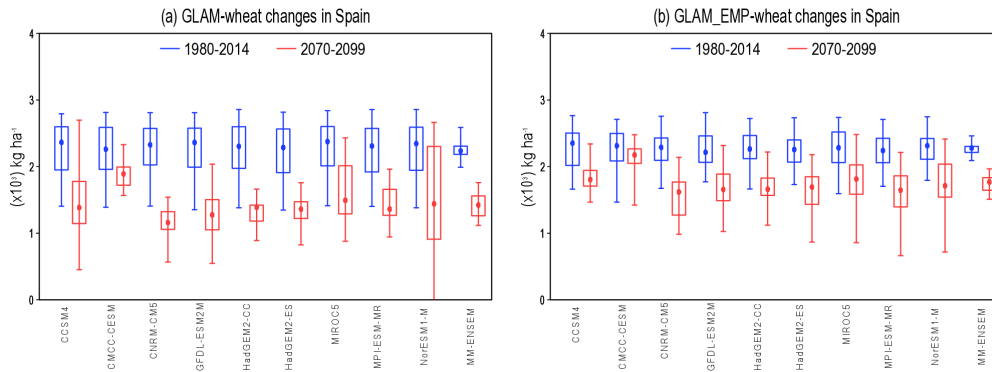 (a) GLAM-wheat changes in Spain
1980-2014 2070-2099
(x10³) kg ha⁻¹
4
3
2
1
0
CCSM4
CMCC-CESM
CNRM-CM5
GFDL-ESM2M
HadGEM2-CC
HadGEM2-ES
MIROC5
MPI-ESM-MR
NorESM1-M
MM-ENSEM
(b) GLAM_EMP-wheat changes in Spain
1980-2014 2070-2099
(x10³) kg ha⁻¹
4
3
2
1
0
CCSM4
CMCC-CESM
CNRM-CM5
GFDL-ESM2M
HadGEM2-CC
HadGEM2-ES
MIROC5
MPI-ESM-MR
NorESM1-M
MM-ENSEM